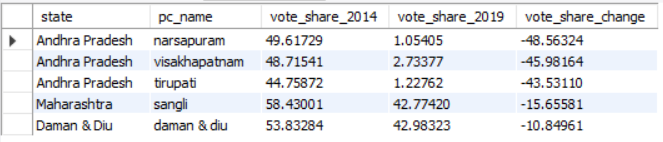 state pc_name vote_share_2014 vote_share_2019 vote_share_change
Andhra Pradesh narsapuram 49.61729 1.05405 -48.56324
Andhra Pradesh visakhapatnam 48.71541 2.73377 -45.98164
Andhra Pradesh tirupati 44.75872 1.22762 -43.53110
Maharashtra sangli 58.43001 42.77420 -15.65581
Daman & Diu daman & diu 53.83284 42.98323 -10.84961